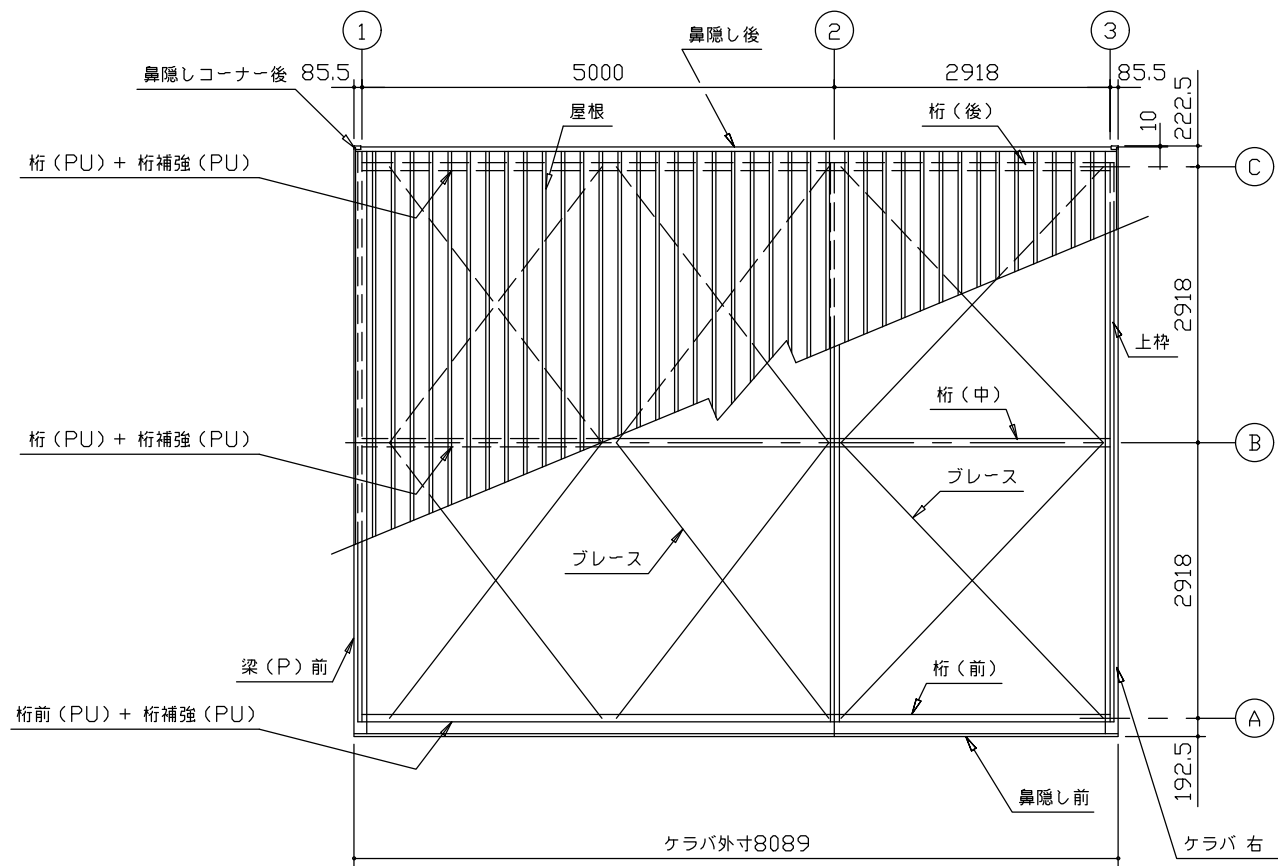 1
2
3
鼻隠し後
鼻隠しコーナー後
85.5
5000
2918
85.5
222.5
10
屋根
桁（後）
桁（PU）+ 桁補強（PU）
C
2918
上枠
桁（中）
桁（PU）+ 桁補強（PU）
B
ブレース
ブレース
2918
梁（P）前
桁（前）
桁前（PU）+ 桁補強（PU）
A
192.5
鼻隠し前
ケラバ外寸8089
ケラバ 右